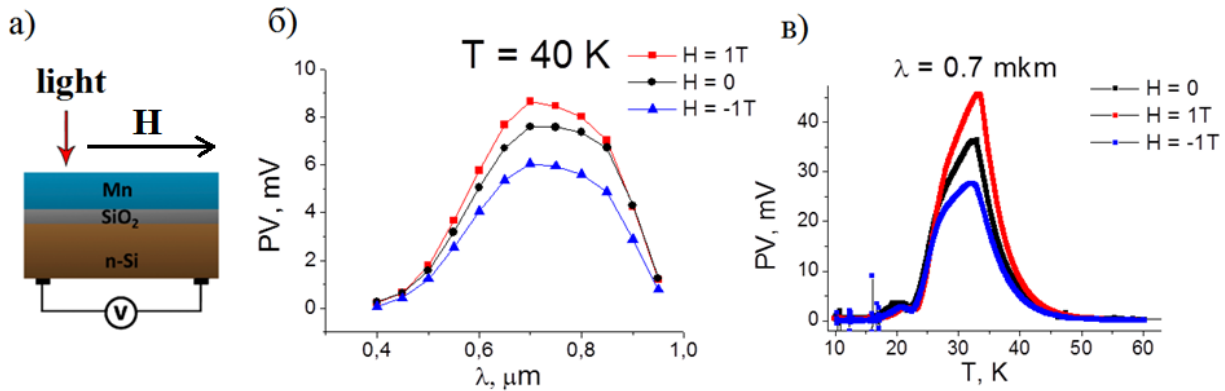 а)
light
H
Mn
SiO₂
n-Si
V
б)
T = 40 K
H = 1T
H = 0
H = -1T
PV, mV
10
8
6
4
2
0
0,4
0,6
0,8
1,0
λ, μm
в)
λ = 0.7 mkm
H = 0
H = 1T
H = -1T
PV, mV
40
30
20
10
0
10
20
30
40
50
60
T, K